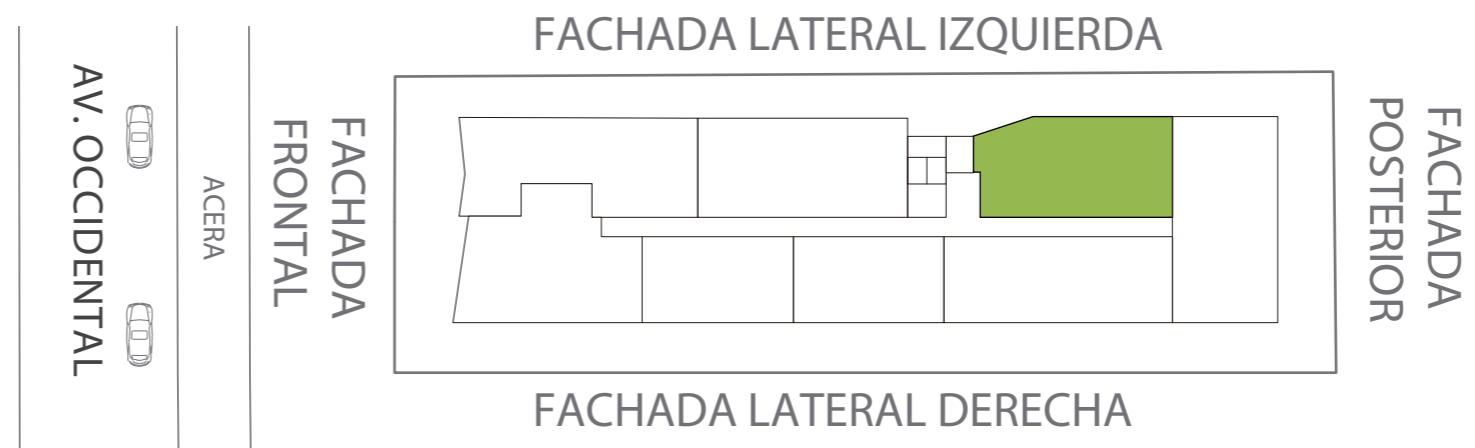 FACHADA LATERAL IZQUIERDA
AV. OCCIDENTAL
ACERA
FACHADA
FRONTAL
FACHADA
POSTERIOR
FACHADA LATERAL DERECHA